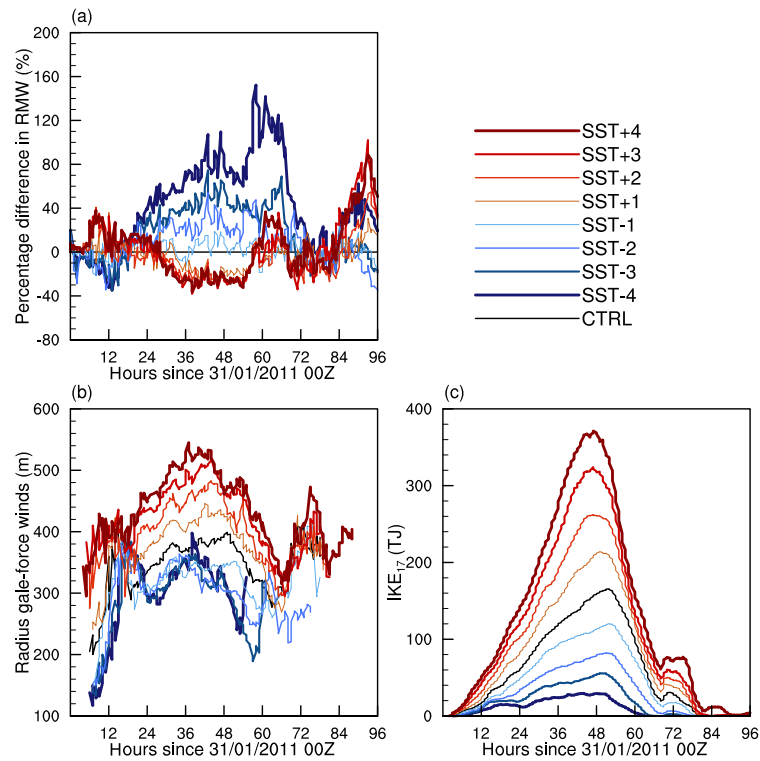 (a)
Percentage difference in RMW (%)
200
160
120
80
40
0
-40
-80
12 24 36 48 60 72 84 96
Hours since 31/01/2011 00Z
SST+4
SST+3
SST+2
SST+1
SST-1
SST-2
SST-3
SST-4
CTRL
(b)
Radius gale-force winds (m)
600
500
400
300
200
100
12 24 36 48 60 72 84 96
Hours since 31/01/2011 00Z
(c)
IKE17 (TJ)
400
300
200
100
0
12 24 36 48 60 72 84 96
Hours since 31/01/2011 00Z